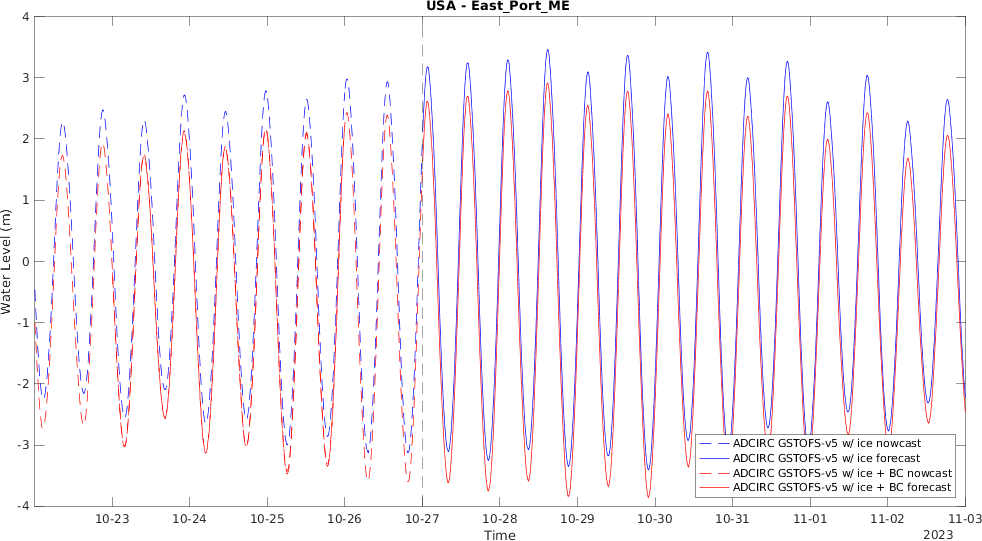 USA - East_Port_ME
4
3
2
1
0
-1
-2
-3
-4
Water Level (m)
ADCIRC GSTOFS-v5 w/ ice nowcast
ADCIRC GSTOFS-v5 w/ ice forecast
ADCIRC GSTOFS-v5 w/ ice + BC nowcast
ADCIRC GSTOFS-v5 w/ ice + BC forecast
10-23 10-24 10-25 10-26 10-27 10-28 10-29 10-30 10-31 11-01 11-02 11-03
Time
2023